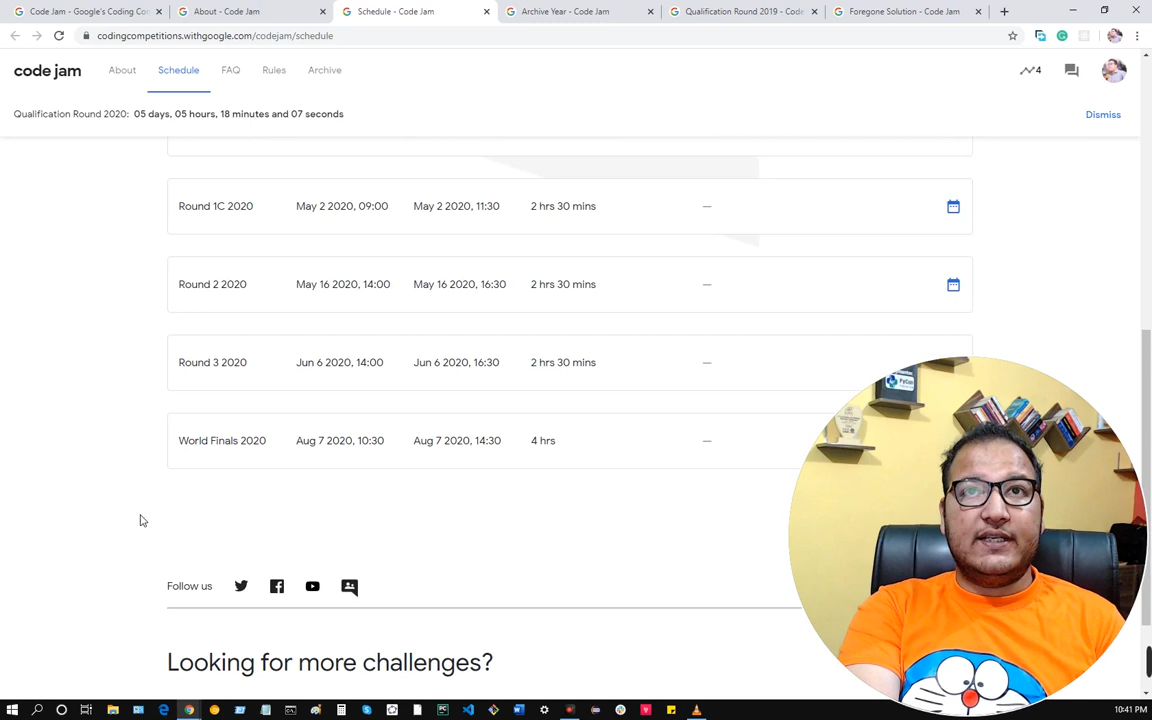 Code Jam - Google's Coding Con
About - Code Jam
Schedule - Code Jam
Archive Year - Code Jam
Qualification Round 2019 - Code
Foregone Solution - Code Jam
codingcompetitions.withgoogle.com/codejam/schedule
code jam
About
Schedule
FAQ
Rules
Archive
4
Qualification Round 2020: 05 days, 05 hours, 18 minutes and 07 seconds
Dismiss
Round 1C 2020 May 2 2020, 09:00 May 2 2020, 11:30 2 hrs 30 mins —
Round 2 2020 May 16 2020, 14:00 May 16 2020, 16:30 2 hrs 30 mins —
Round 3 2020 Jun 6 2020, 14:00 Jun 6 2020, 16:30 2 hrs 30 mins —
World Finals 2020 Aug 7 2020, 10:30 Aug 7 2020, 14:30 4 hrs —
Follow us
Looking for more challenges?
10:41 PM